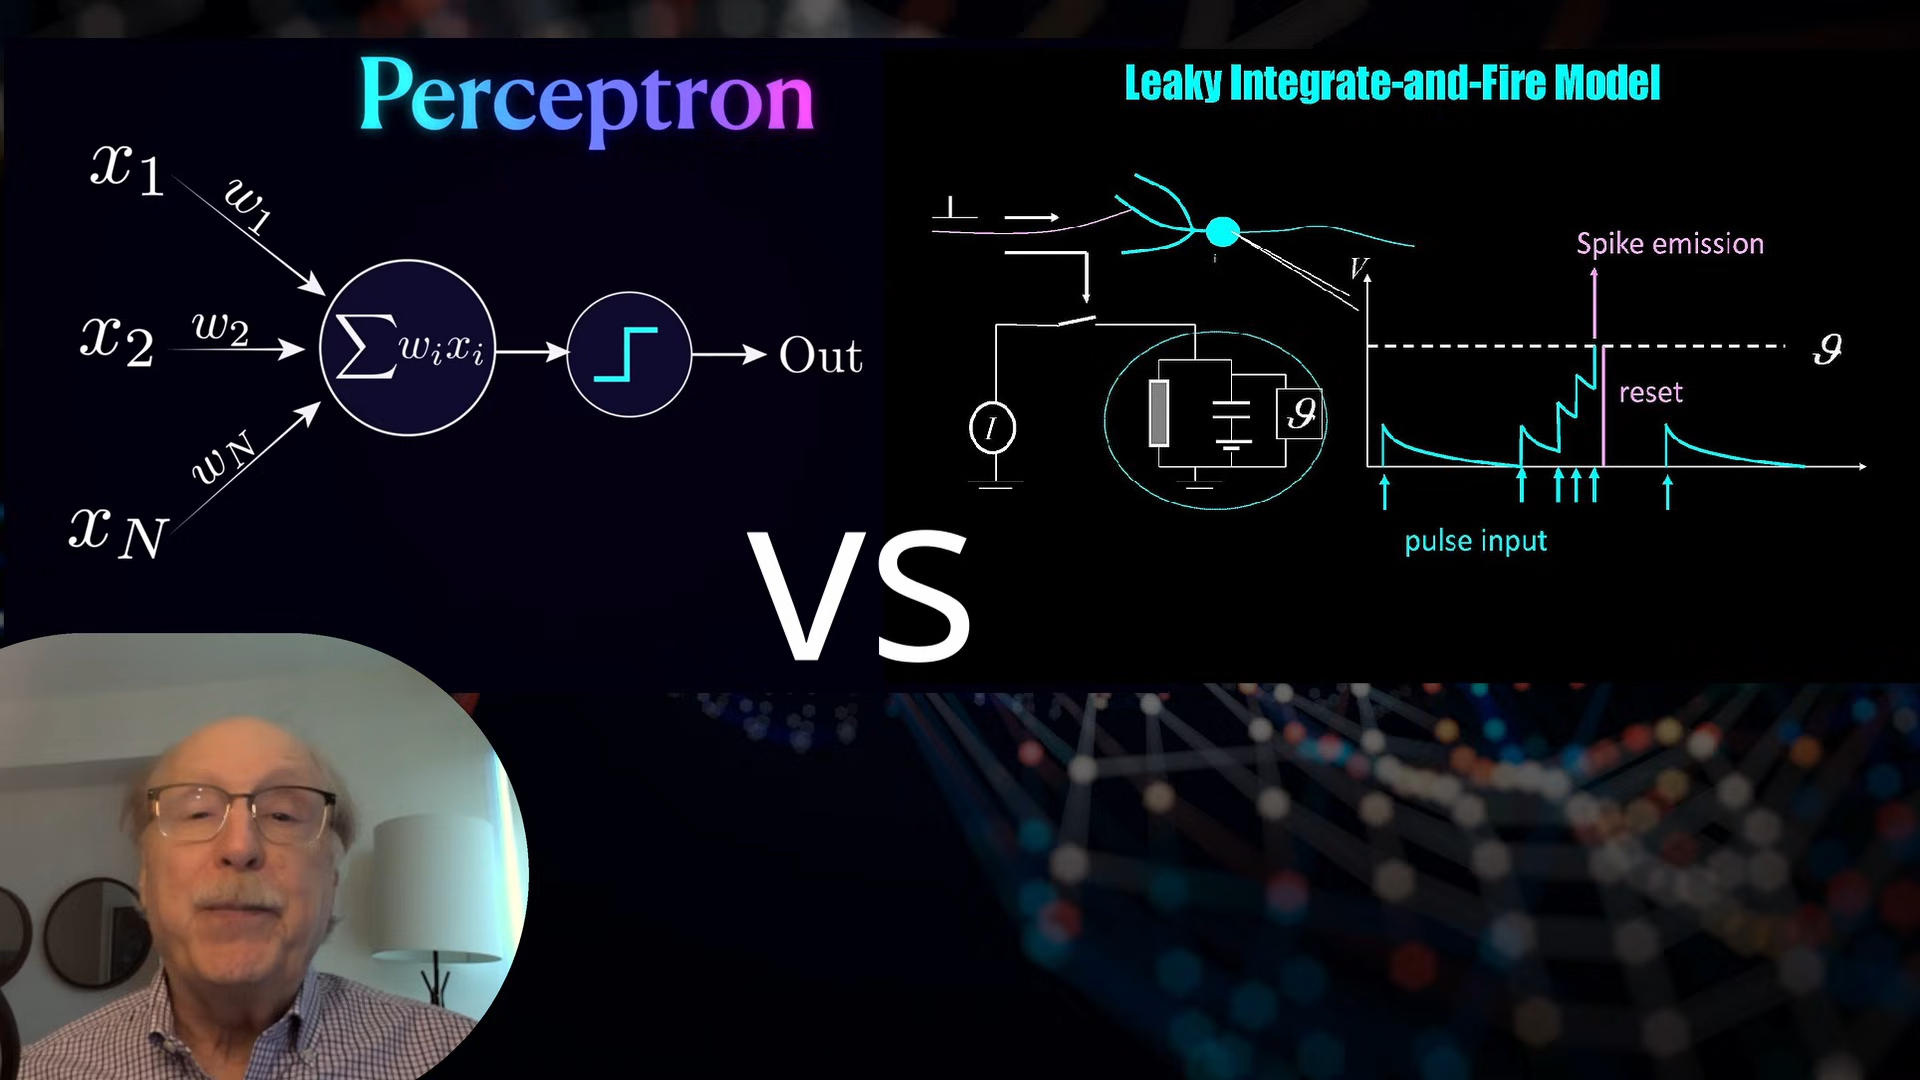 Perceptron
x1
w1
x2
w2
∑wixi
Out
wN
xN
VS
Leaky Integrate-and-Fire Model
i
V
Spike emission
ϑ
reset
I
ϑ
pulse input